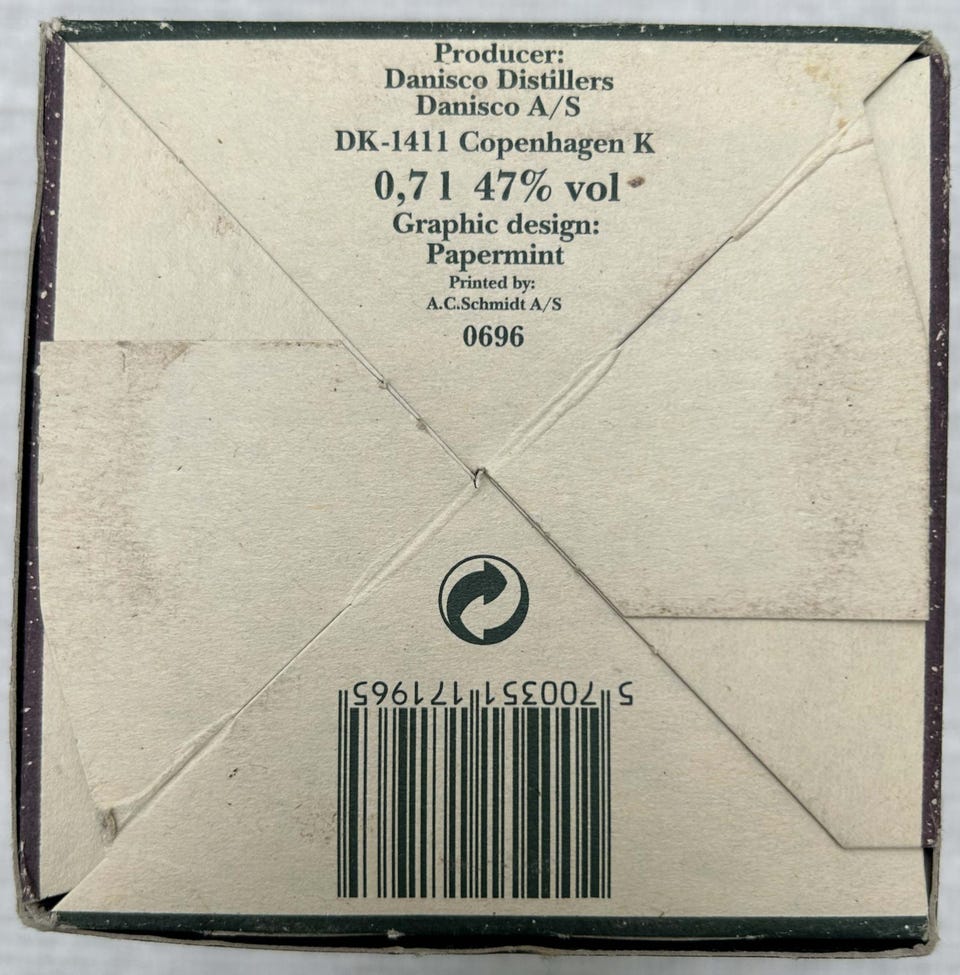 Producer:
Danisco Distillers
Danisco A/S
DK-1411 Copenhagen K
0,7 l 47% vol
Graphic design:
Papermint
Printed by:
A.C.Schmidt A/S
0696
5 700351 171965